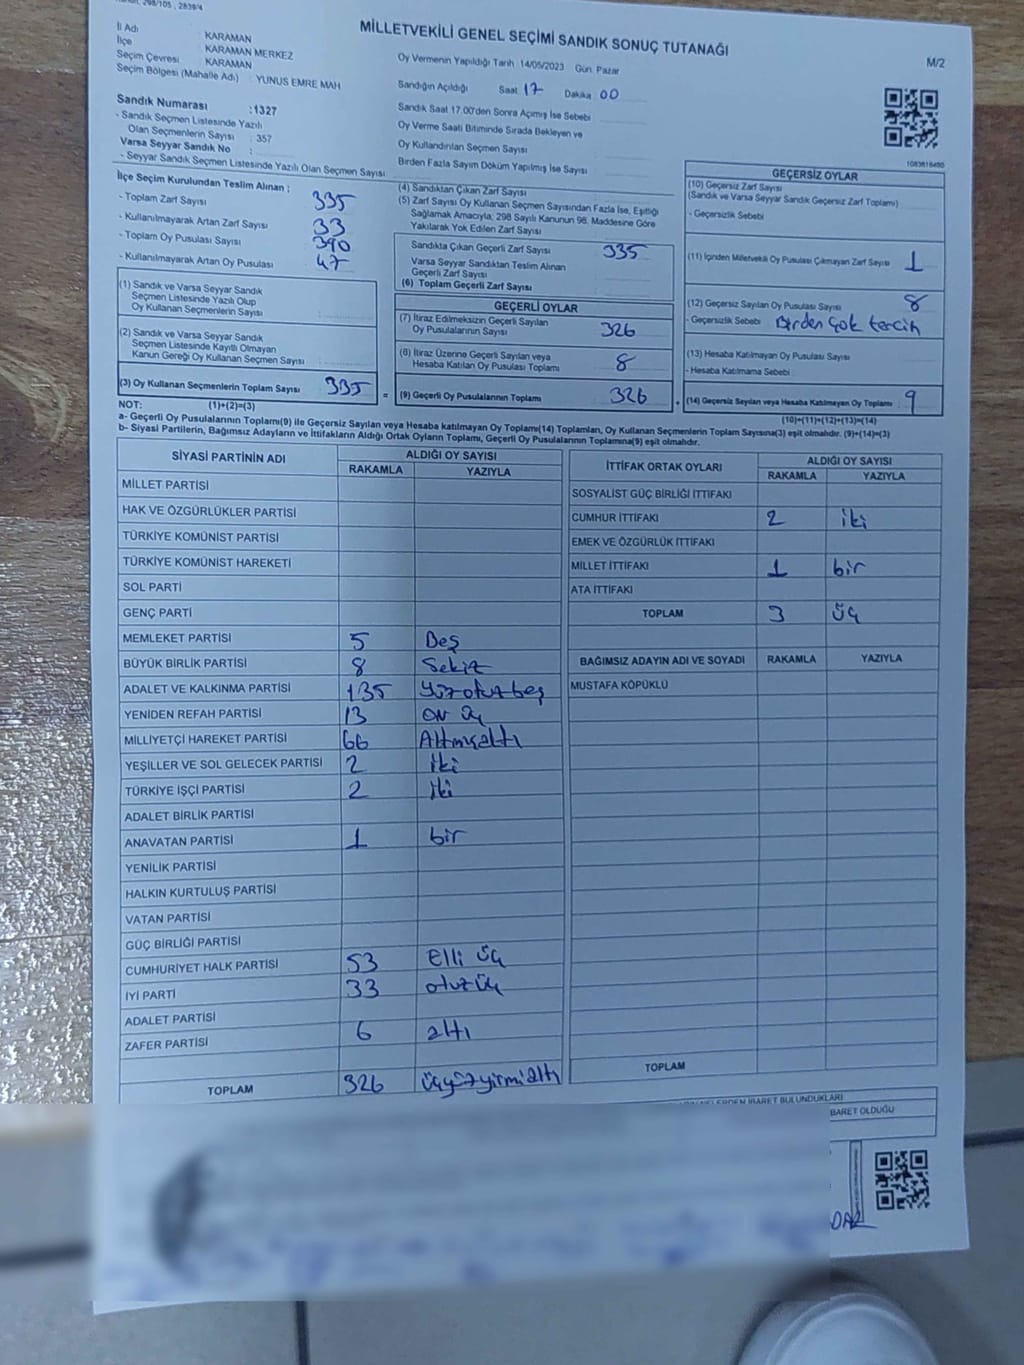 298/105 , 2839/4
MİLLETVEKİLİ GENEL SEÇİMİ SANDIK SONUÇ TUTANAĞI
M/2
İl Adı : KARAMAN
İlçe : KARAMAN MERKEZ
Seçim Çevresi : KARAMAN
Seçim Bölgesi (Mahalle Adı) : YUNUS EMRE MAH
Oy Vermenin Yapıldığı Tarih :14/05/2023 Gün: Pazar
Sandığın Açıldığı Saat 17 Dakika 00
Sandık Saat 17.00'den Sonra Açımış İse Sebebi
Oy Verme Saati Bitiminde Sırada Bekleyen ve
Oy Kullandırılan Seçmen Sayısı
Birden Fazla Sayım Döküm Yapılmış İse Sayısı
Sandık Numarası :1327
- Sandık Seçmen Listesinde Yazılı
Olan Seçmenlerin Sayısı : 357
Varsa Seyyar Sandık No :
- Seyyar Sandık Seçmen Listesinde Yazılı Olan Seçmen Sayısı
İlçe Seçim Kurulundan Teslim Alınan ;
- Toplam Zarf Sayısı 335
- Kullanılmayarak Artan Zarf Sayısı 33
- Toplam Oy Pusulası Sayısı 390
- Kullanılmayarak Artan Oy Pusulası 47
(1) Sandık ve Varsa Seyyar Sandık
Seçmen Listesinde Yazılı Olup
Oy Kullanan Seçmenlerin Sayısı :
(2) Sandık ve Varsa Seyyar Sandık
Seçmen Listesinde Kayıtlı Olmayan
Kanun Gereği Oy Kullanan Seçmen Sayısı
(3) Oy Kullanan Seçmenlerin Toplam Sayısı 335 =
(4) Sandıktan Çıkan Zarf Sayısı
(5) Zarf Sayısı Oy Kullanan Seçmen Sayısından Fazla İse, Eşitliği
Sağlamak Amacıyla, 298 Sayılı Kanunun 98. Maddesine Göre
Yakılarak Yok Edilen Zarf Sayısı
Sandıkta Çıkan Geçerli Zarf Sayısı 335
Varsa Seyyar Sandıktan Teslim Alınan
Geçerli Zarf Sayısı
(6) Toplam Geçerli Zarf Sayısı
GEÇERLİ OYLAR
(7) İtiraz Edilmeksizin Geçerli Sayılan
Oy Pusulalarının Sayısı 326
(8) İtiraz Üzerine Geçerli Sayılan veya
Hesaba Katılan Oy Pusulası Toplamı 8
(9) Geçerli Oy Pusulalarının Toplamı 326 +
1083818480
GEÇERSİZ OYLAR
(10) Geçersiz Zarf Sayısı
(Sandık ve Varsa Seyyar Sandık Geçersiz Zarf Toplamı)
- Geçersizlik Sebebi
(11) İçinden Milletvekili Oy Pusulası Çıkmayan Zarf Sayısı 1
(12) Geçersiz Sayılan Oy Pusulası Sayısı 8
- Geçersizlik Sebebi Birden çok tercih
(13) Hesaba Katılmayan Oy Pusulası Sayısı
- Hesaba Katılmama Sebebi :
(14) Geçersiz Sayılan veya Hesaba Katılmayan Oy Toplamı : 9
NOT: (1)+(2)=(3)
(10)+(11)+(12)+(13)=(14)
a- Geçerli Oy Pusulalarının Toplamı(9) ile Geçersiz Sayılan veya Hesaba katılmayan Oy Toplamı(14) Toplamları, Oy Kullanan Seçmenlerin Toplam Sayısına(3) eşit olmalıdır. (9)+(14)=(3)
b- Siyasi Partilerin, Bağımsız Adayların ve İttifakların Aldığı Ortak Oyların Toplamı, Geçerli Oy Pusulalarının Toplamına(9) eşit olmalıdır.
SİYASİ PARTİNİN ADI ALDIĞI OY SAYISI
RAKAMLA YAZIYLA
MİLLET PARTİSİ
HAK VE ÖZGÜRLÜKLER PARTİSİ
TÜRKİYE KOMÜNİST PARTİSİ
TÜRKİYE KOMÜNİST HAREKETİ
SOL PARTİ
GENÇ PARTİ
MEMLEKET PARTİSİ 5 Beş
BÜYÜK BİRLİK PARTİSİ 8 Sekiz
ADALET VE KALKINMA PARTİSİ 135 Yüzotuzbeş
YENİDEN REFAH PARTİSİ 13 on üç
MİLLİYETÇİ HAREKET PARTİSİ 66 Altmışaltı
YEŞİLLER VE SOL GELECEK PARTİSİ 2 iki
TÜRKİYE İŞÇİ PARTİSİ 2 iki
ADALET BİRLİK PARTİSİ
ANAVATAN PARTİSİ 1 bir
YENİLİK PARTİSİ
HALKIN KURTULUŞ PARTİSİ
VATAN PARTİSİ
GÜÇ BİRLİĞİ PARTİSİ
CUMHURİYET HALK PARTİSİ 53 Elli üç
İYİ PARTİ 33 otuz üç
ADALET PARTİSİ
ZAFER PARTİSİ 6 altı
TOPLAM 326 üçyüzyirmialtı
İTTİFAK ORTAK OYLARI ALDIĞI OY SAYISI
RAKAMLA YAZIYLA
SOSYALİST GÜÇ BİRLİĞİ İTTİFAKI
CUMHUR İTTİFAKI 2 iki
EMEK VE ÖZGÜRLÜK İTTİFAKI
MİLLET İTTİFAKI 1 bir
ATA İTTİFAKI
TOPLAM 3 üç
BAĞIMSIZ ADAYIN ADI VE SOYADI RAKAMLA YAZIYLA
MUSTAFA KÖPÜKLÜ
TOPLAM
İBARET BULUNDUKLARI
BARET OLDUĞU